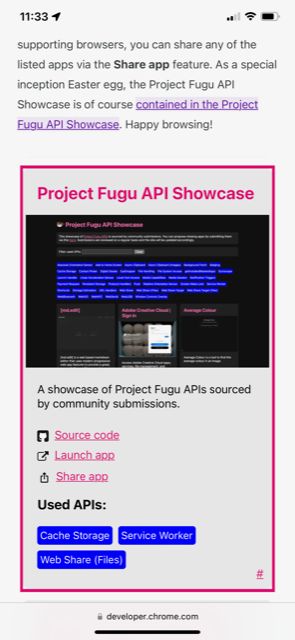 11:33
supporting browsers, you can share any of the
listed apps via the Share app feature. As a special
inception Easter egg, the Project Fugu API
Showcase is of course contained in the Project
Fugu API Showcase. Happy browsing!
Project Fugu API Showcase
Project Fugu API Showcase
Adobe Creative Cloud |
Sign in
Average Colour
A showcase of Project Fugu APIs sourced
by community submissions.
Source code
Launch app
Share app
Used APIs:
Cache Storage Service Worker
Web Share (Files)
#
developer.chrome.com